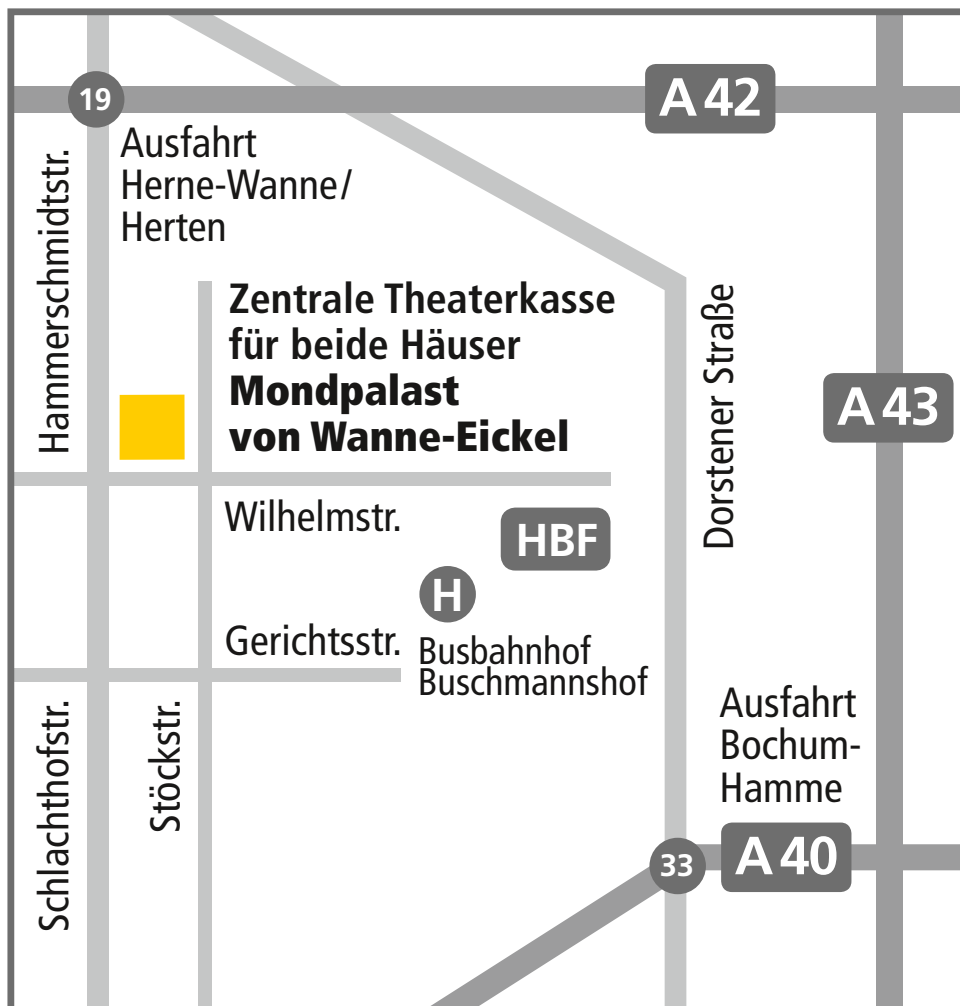 A 42
19
Ausfahrt
Herne-Wanne/
Herten
Hammerschmidtstr.
Zentrale Theaterkasse
für beide Häuser
Mondpalast
von Wanne-Eickel
Dorstener Straße
A 43
Wilhelmstr.
HBF
H
Gerichtsstr.
Busbahnhof
Buschmannshof
Schlachthofstr.
Stöckstr.
Ausfahrt
Bochum-
Hamme
33
A 40